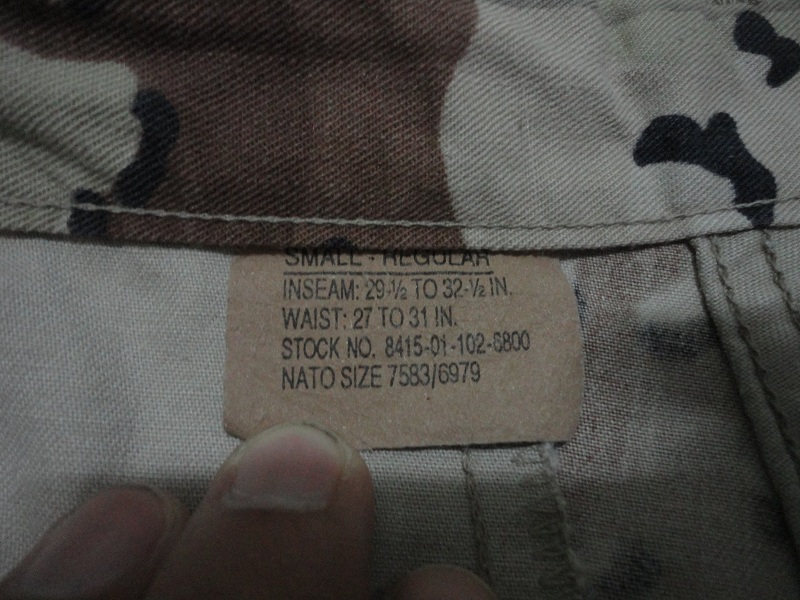 SMALL - REGULAR
INSEAM: 29-½ TO 32-½ IN.
WAIST: 27 TO 31 IN.
STOCK NO. 8415-01-102-6800
NATO SIZE 7583/6979